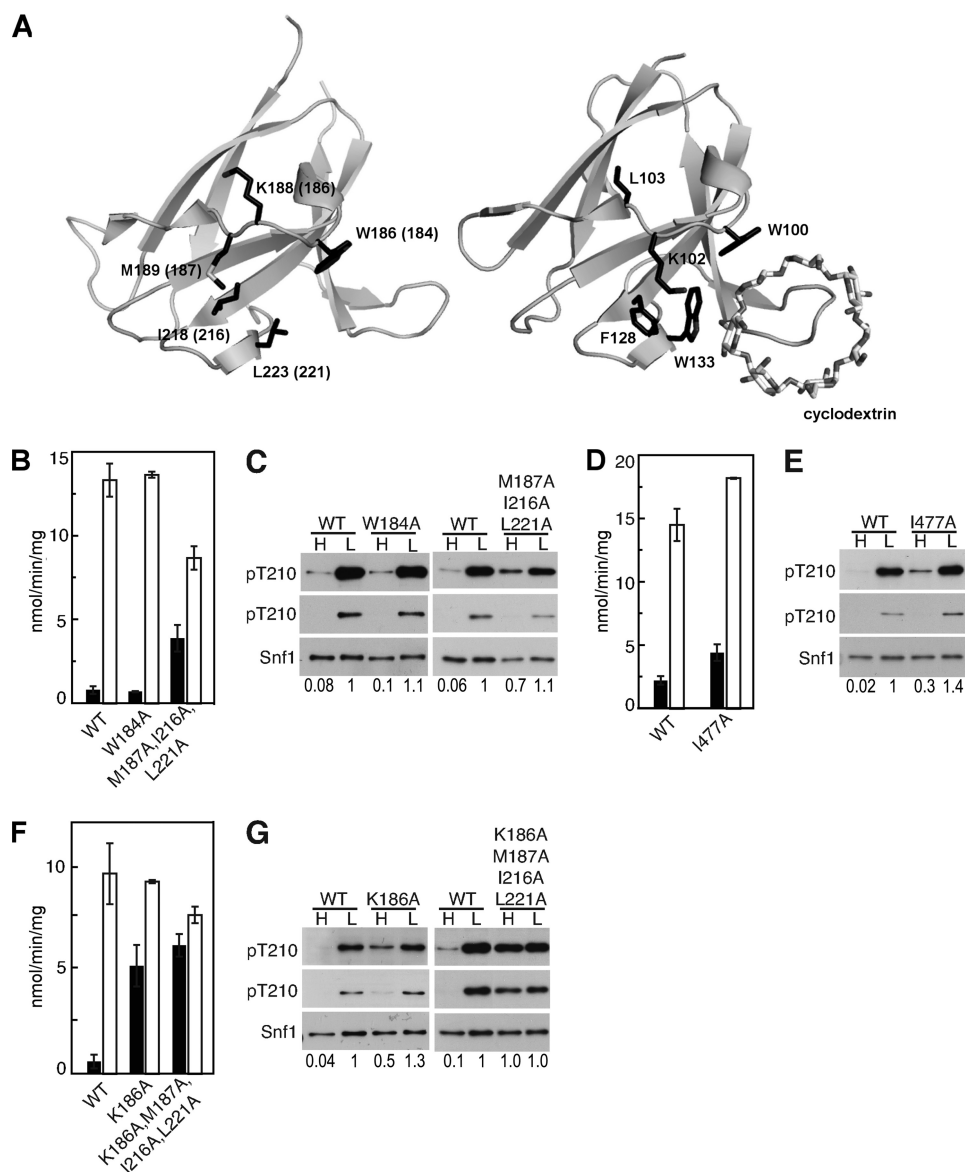 A
K188 (186)
W186 (184)
M189 (187)
I218 (216)
L223 (221)
L103
W100
K102
F128
W133
cyclodextrin
B
nmol/min/mg
15
10
5
0
WT
W184A
M187A,I216A,
L221A
C
M187A
I216A
WT W184A WT L221A
H L H L H L H L
pT210
pT210
Snf1
0.08 1 0.1 1.1 0.06 1 0.7 1.1
D
nmol/min/mg
20
15
10
5
0
WT
I477A
E
WT I477A
H L H L
pT210
pT210
Snf1
0.02 1 0.3 1.4
F
nmol/min/mg
10
5
0
WT
K186A
K186A,M187A,
I216A,L221A
G
K186A
M187A
I216A
WT K186A WT L221A
H L H L H L H L
pT210
pT210
Snf1
0.04 1 0.5 1.3 0.1 1 1.0 1.0